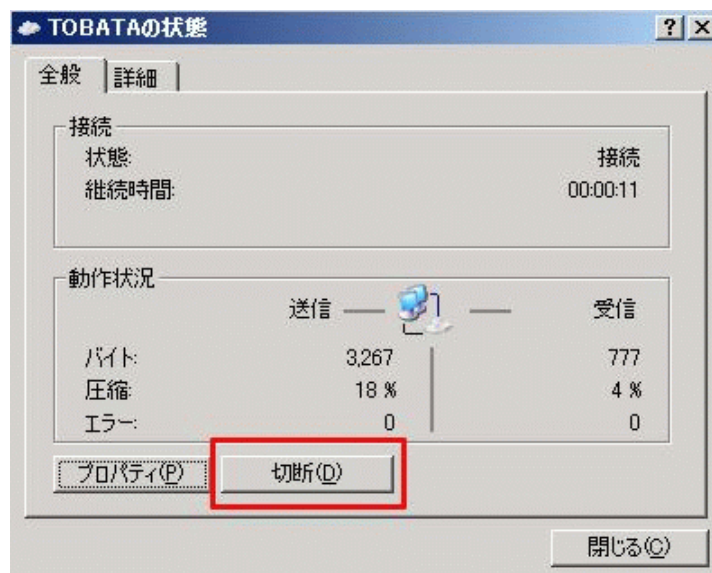 TOBATAの状態
全般 詳細
接続
状態: 接続
継続時間: 00:00:11
動作状況
送信 受信
バイト: 3,267 777
圧縮: 18 % 4 %
エラー: 0 0
プロパティ(P) 切断(D)
閉じる(C)